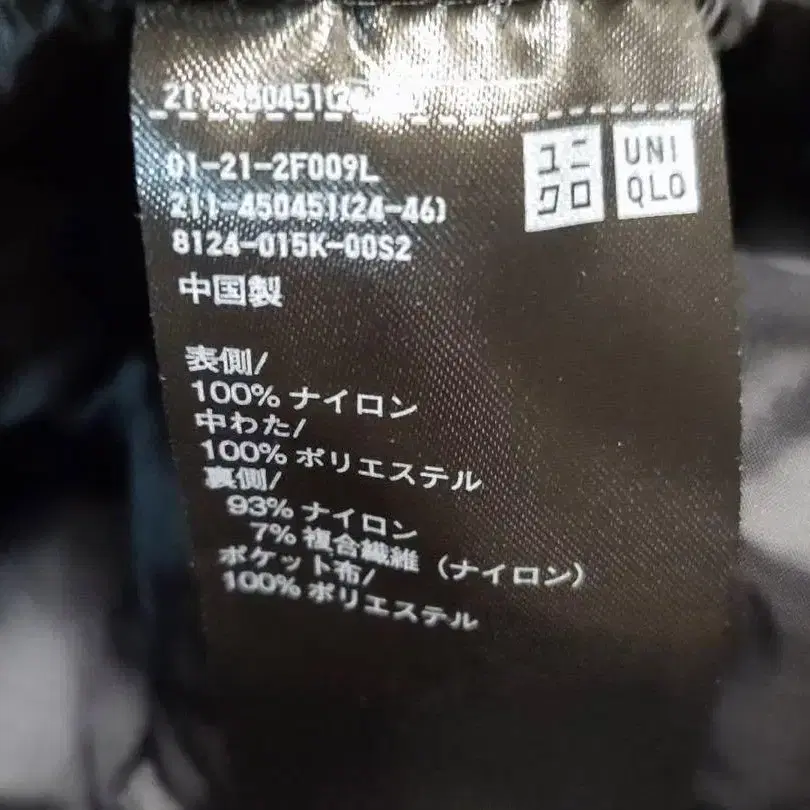 211-450451(24-
01-21-2F009L
211-450451(24-46)
8124-015K-00S2
ユニクロ
UNIQLO
中国製
表側/
100% ナイロン
中わた/
100% ポリエステル
裏側/
93% ナイロン
7% 複合繊維 (ナイロン)
ポケット布/
100% ポリエステル